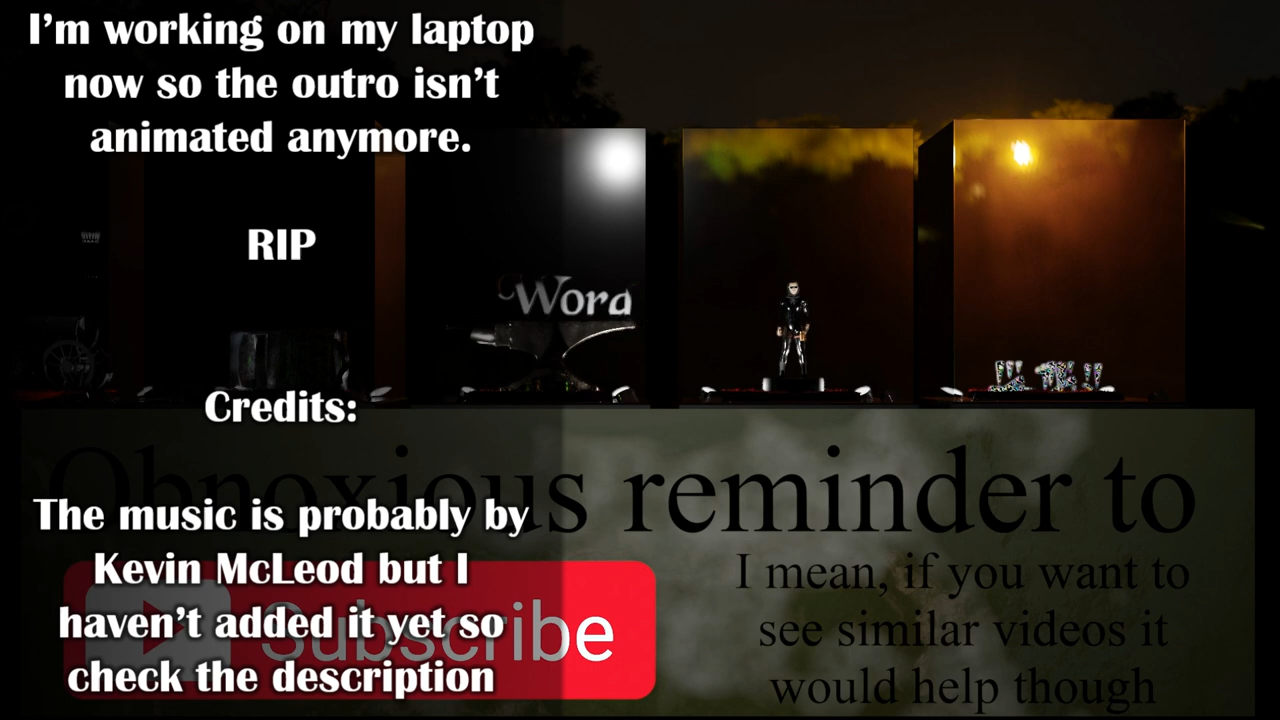 I'm working on my laptop
now so the outro isn't
animated anymore.
RIP
Credits:
The music is probably by
Kevin McLeod but I
haven't added it yet so
check the description
Word
Obnoxious reminder to
Subscribe
I mean, if you want to
see similar videos it
would help though